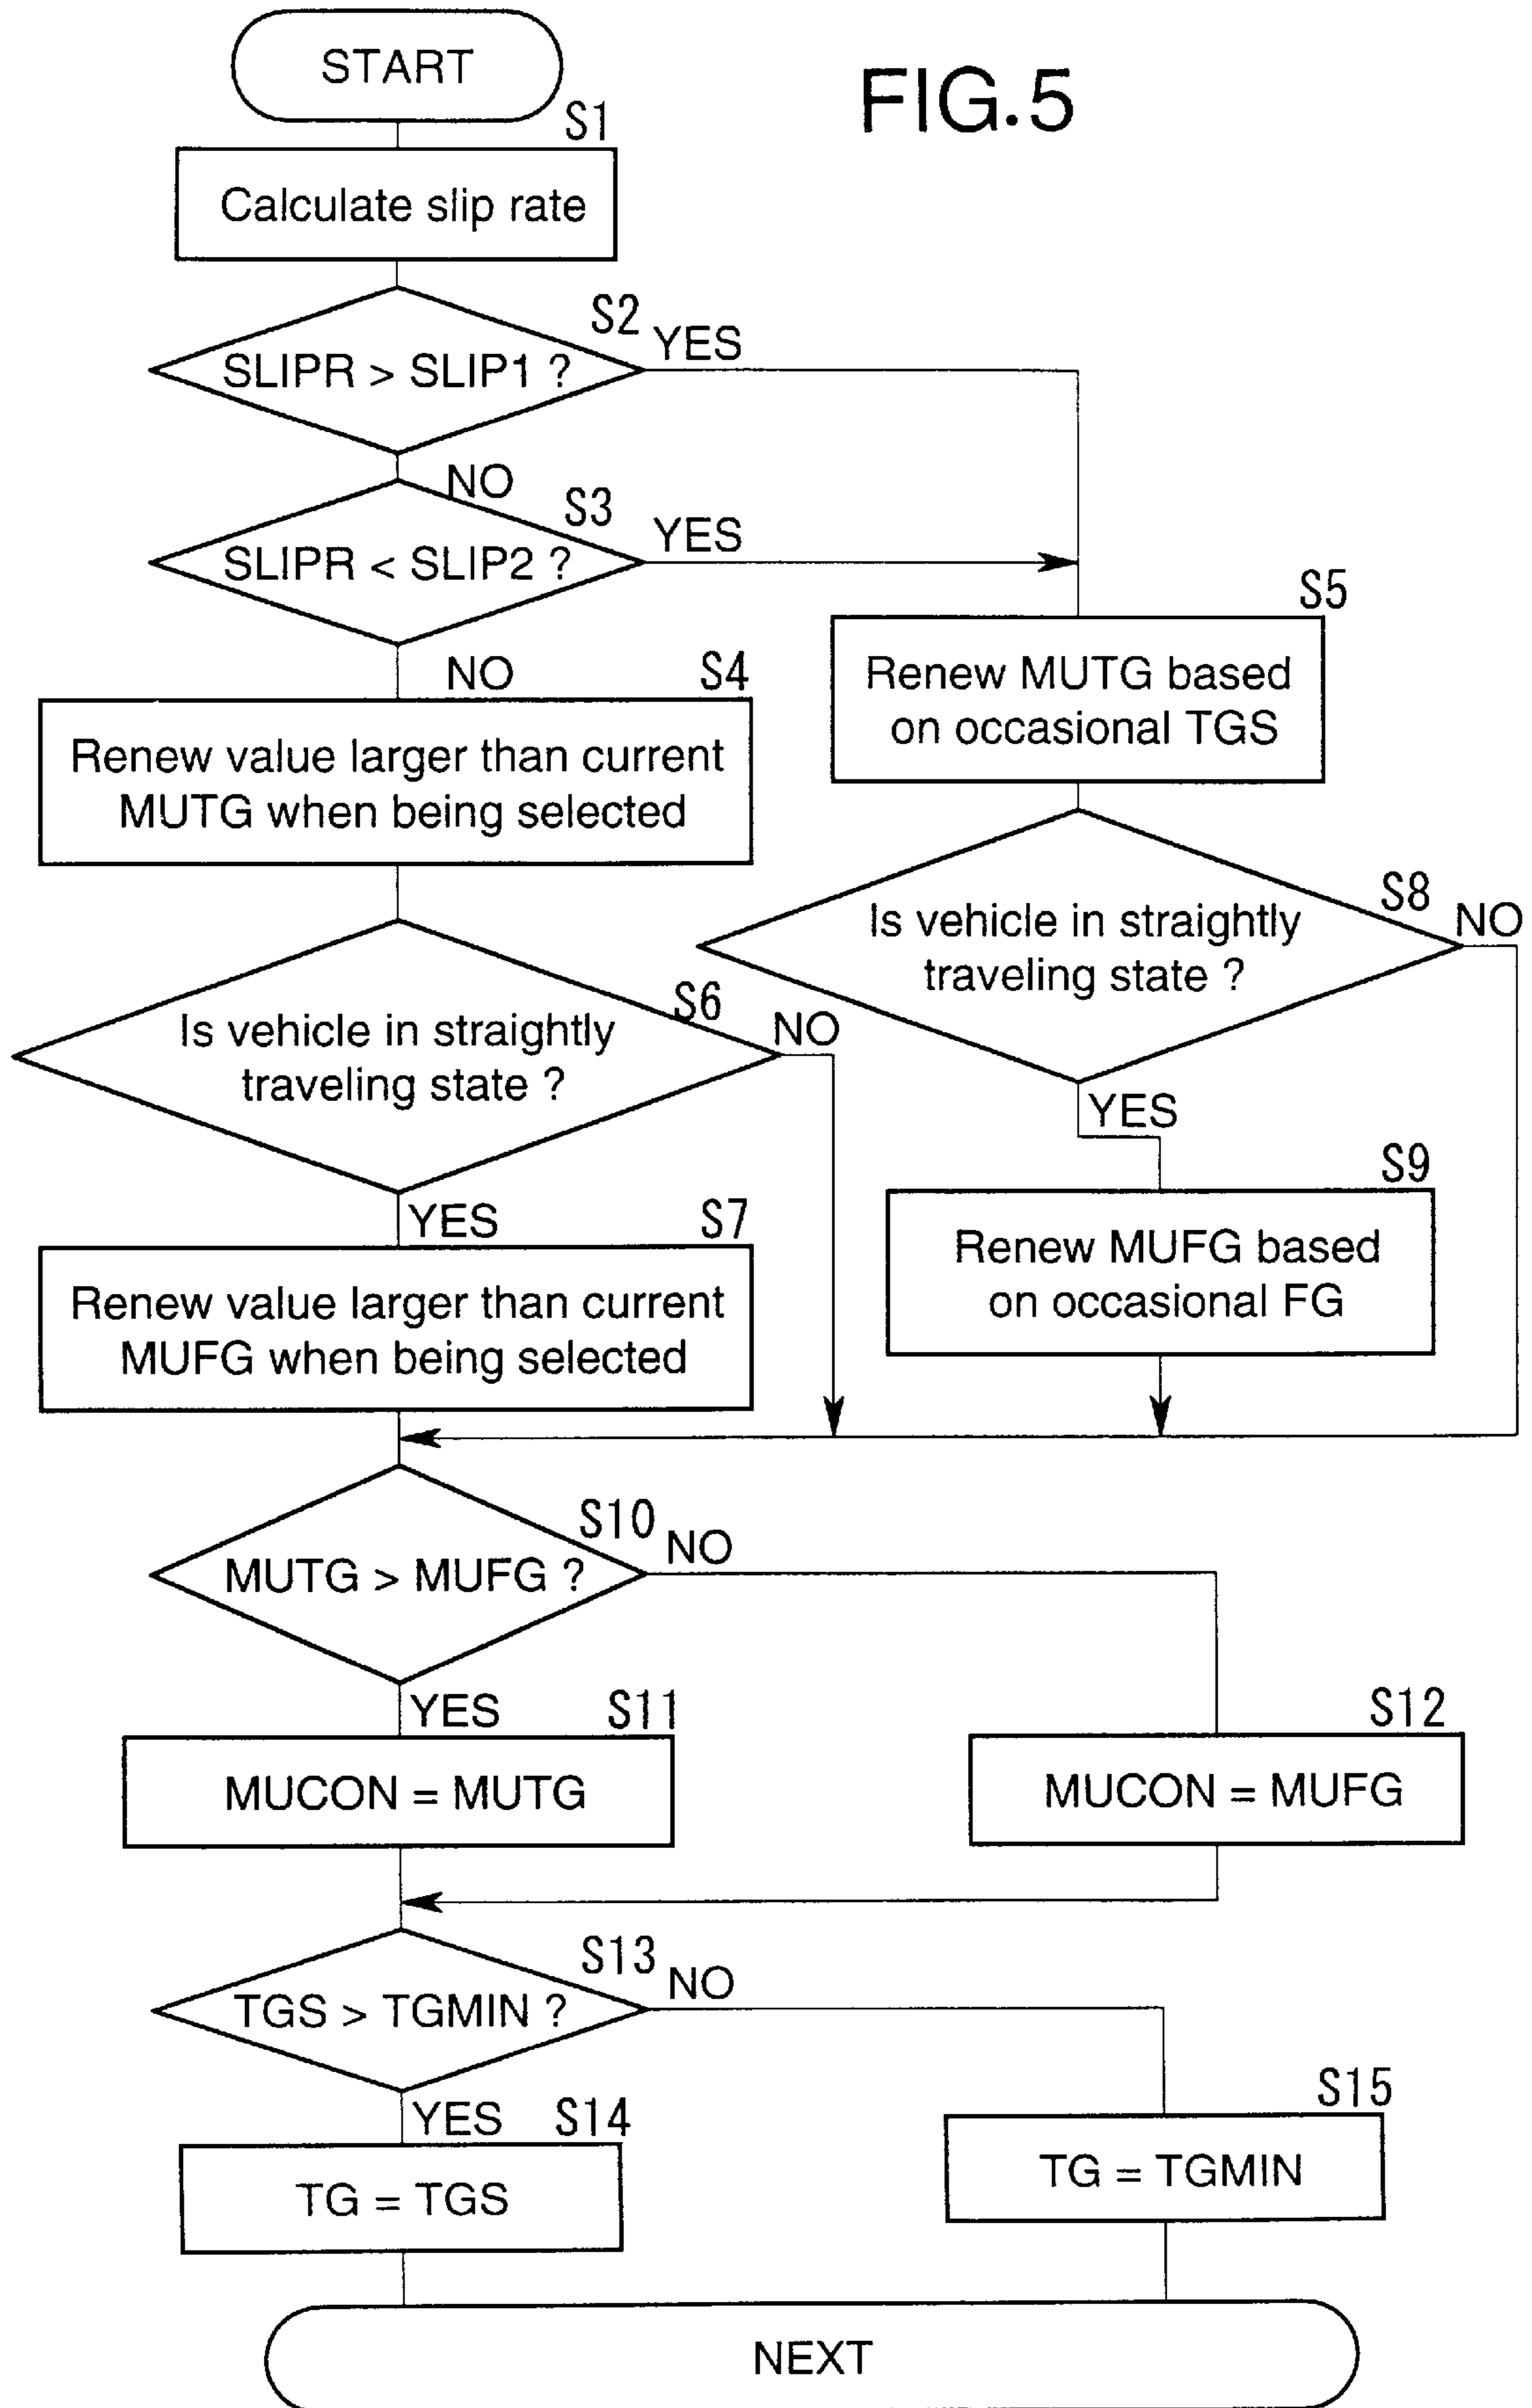 START
FIG.5
S1
Calculate slip rate
S2
SLIPR > SLIP1 ?
YES
NO
S3
SLIPR < SLIP2 ?
YES
NO
S4
Renew value larger than current
MUTG when being selected
S5
Renew MUTG based
on occasional TGS
S6
Is vehicle in straightly
traveling state ?
NO
YES
S8
Is vehicle in straightly
traveling state ?
NO
YES
S7
Renew value larger than current
MUFG when being selected
S9
Renew MUFG based
on occasional FG
S10
MUTG > MUFG ?
NO
YES
S11
MUCON = MUTG
S12
MUCON = MUFG
S13
TGS > TGMIN ?
NO
YES
S14
TG = TGS
S15
TG = TGMIN
NEXT